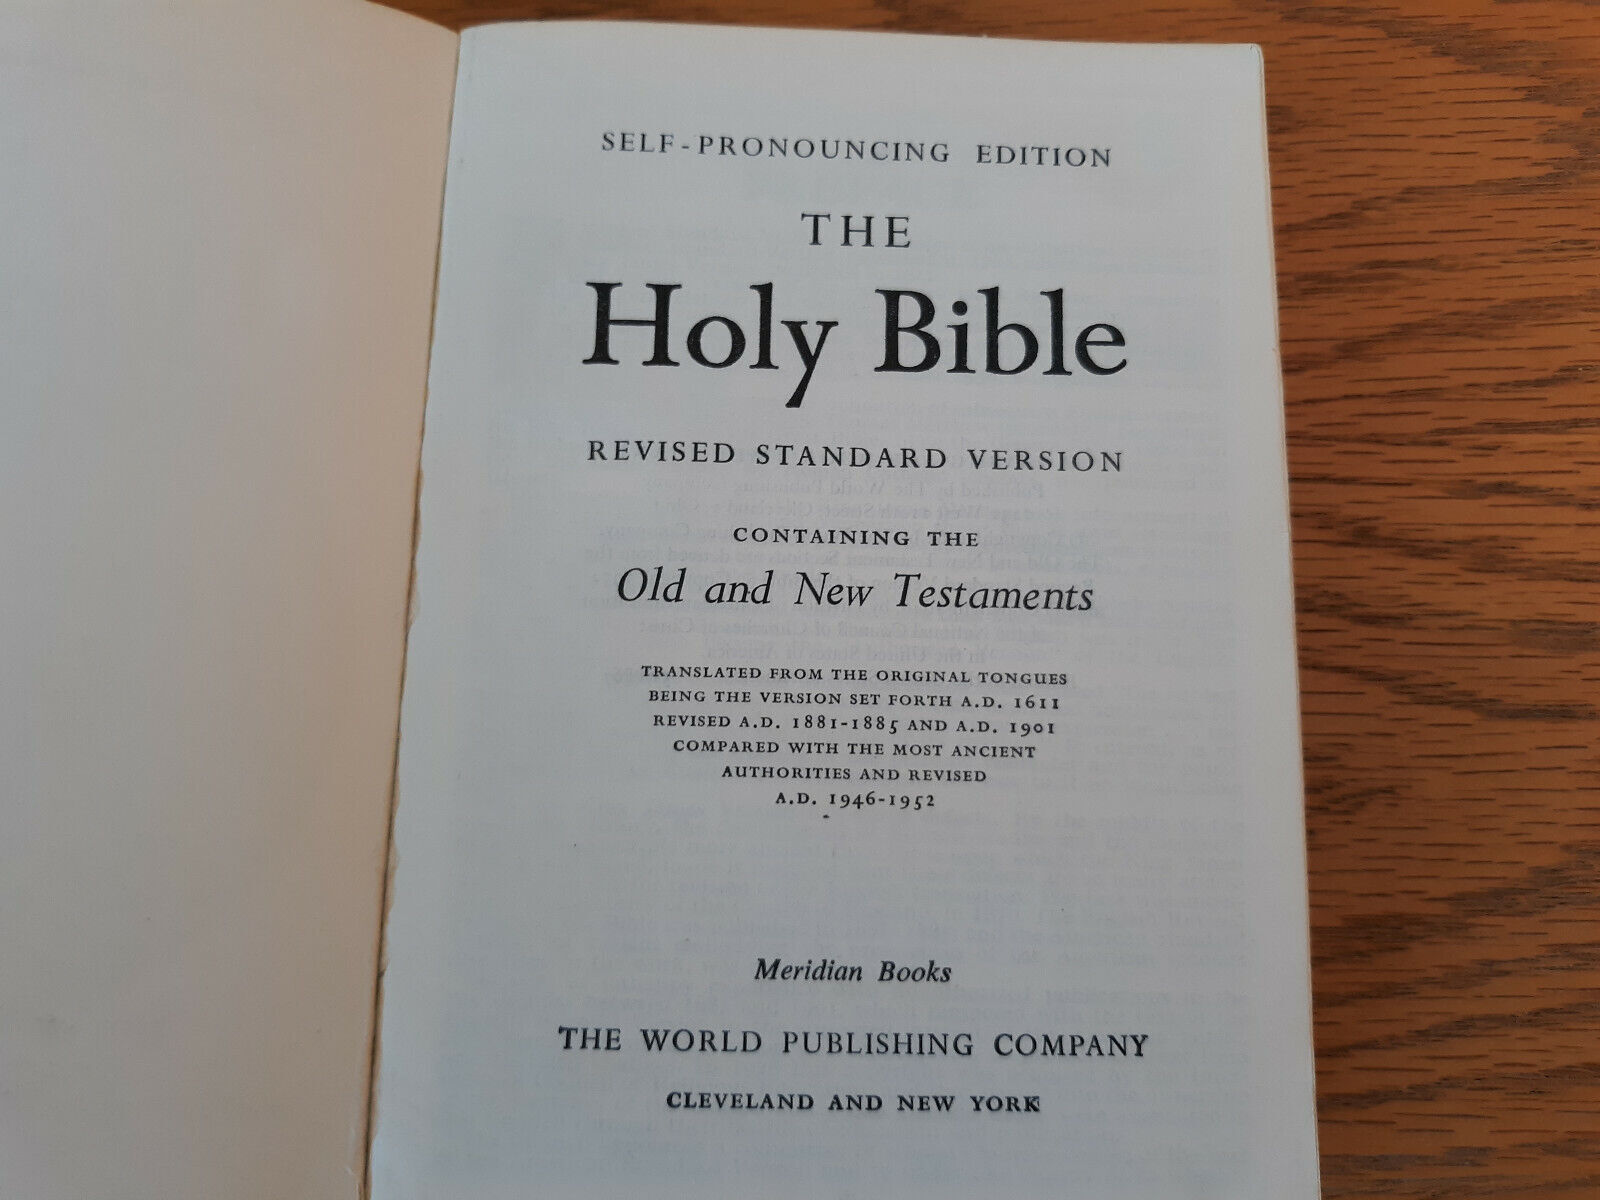 SELF-PRONOUNCING EDITION
THE
Holy Bible
REVISED STANDARD VERSION
CONTAINING THE
Old and New Testaments
TRANSLATED FROM THE ORIGINAL TONGUES
BEING THE VERSION SET FORTH A.D. 1611
REVISED A.D. 1881-1885 AND A.D. 1901
COMPARED WITH THE MOST ANCIENT
AUTHORITIES AND REVISED
A.D. 1946-1952
Meridian Books
THE WORLD PUBLISHING COMPANY
CLEVELAND AND NEW YORK